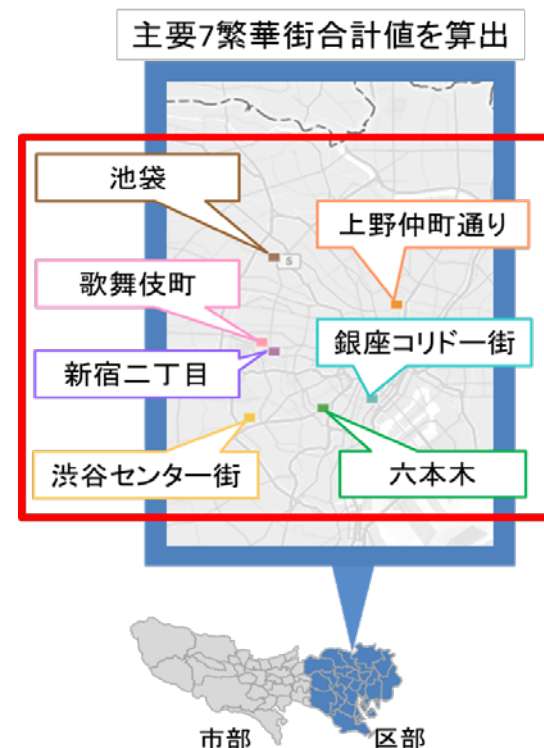 主要7繁華街合計値を算出
池袋
上野仲町通り
5
歌舞伎町
銀座コリドー街
新宿二丁目
渋谷センター街
六本木
市部
区部